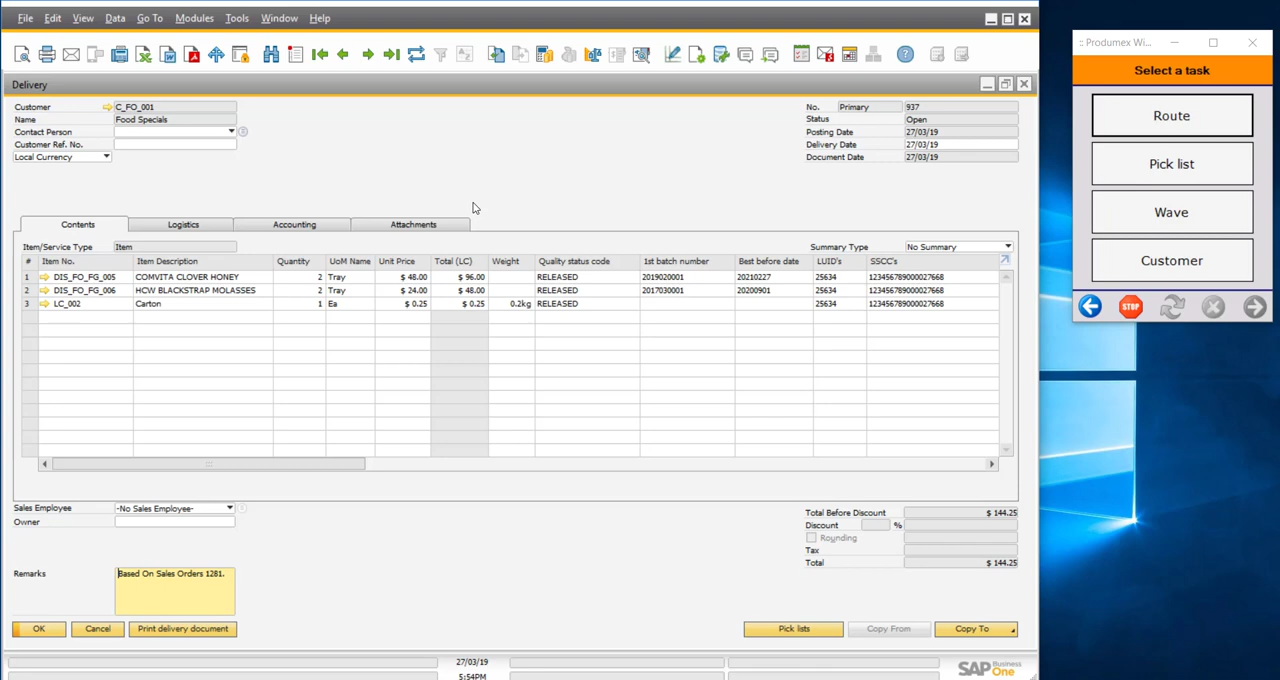 File Edit View Data Go To Modules Tools Window Help
Delivery
Customer C_FO_001
Name Food Specials
Contact Person
Customer Ref. No.
Local Currency
No. Primary 937
Status Open
Posting Date 27/03/19
Delivery Date 27/03/19
Document Date 27/03/19
Contents Logistics Accounting Attachments
Item/Service Type Item Summary Type No Summary
# Item No. Item Description Quantity UoM Name Unit Price Total (LC) Weight Quality status code 1st batch number Best before date LUID's SSCC's
1 DIS_FO_FG_005 COMVITA CLOVER HONEY 2 Tray $ 48.00 $ 96.00 RELEASED 2019020001 20210227 25634 123456789000027668
2 DIS_FO_FG_006 HCW BLACKSTRAP MOLASSES 2 Tray $ 24.00 $ 48.00 RELEASED 2017030001 20200901 25634 123456789000027668
3 LC_002 Carton 1 Ea $ 0.25 $ 0.25 0.2kg RELEASED 25634 123456789000027668
Sales Employee -No Sales Employee-
Owner
Total Before Discount $ 144.25
Discount %
Rounding
Tax
Total $ 144.25
Remarks Based On Sales Orders 1281.
OK Cancel Print delivery document Pick lists Copy From Copy To
27/03/19
5:54PM
SAP Business One
:: Produmex Wi...
Select a task
Route
Pick list
Wave
Customer
STOP